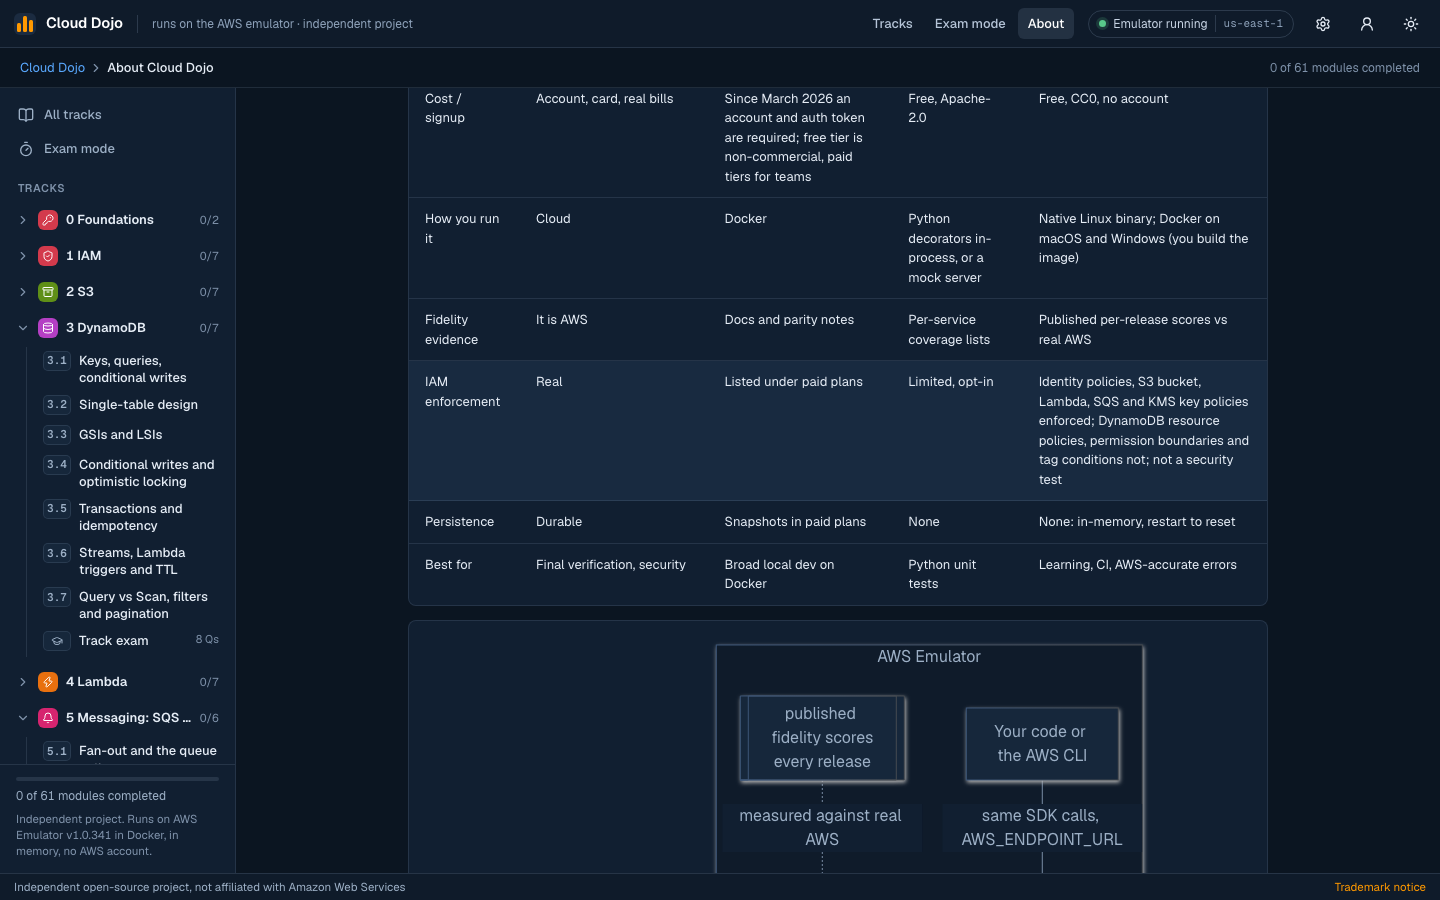 Cloud Dojo
runs on the AWS emulator · independent project
Tracks
Exam mode
About
Emulator running
us-east-1
Cloud Dojo > About Cloud Dojo
0 of 61 modules completed
All tracks
Exam mode
TRACKS
0 Foundations 0/2
1 IAM 0/7
2 S3 0/7
3 DynamoDB 0/7
3.1 Keys, queries,
conditional writes
3.2 Single-table design
3.3 GSIs and LSIs
3.4 Conditional writes and
optimistic locking
3.5 Transactions and
idempotency
3.6 Streams, Lambda
triggers and TTL
3.7 Query vs Scan, filters
and pagination
Track exam 8 Qs
4 Lambda 0/7
5 Messaging: SQS ... 0/6
5.1 Fan-out and the queue
0 of 61 modules completed
Independent project. Runs on AWS
Emulator v1.0.341 in Docker, in
memory, no AWS account.
Cost /
signup
Account, card, real bills
Since March 2026 an
account and auth token
are required; free tier is
non-commercial, paid
tiers for teams
Free, Apache-
2.0
Free, CC0, no account
How you run
it
Cloud
Docker
Python
decorators in-
process, or a
mock server
Native Linux binary; Docker on
macOS and Windows (you build the
image)
Fidelity
evidence
It is AWS
Docs and parity notes
Per-service
coverage lists
Published per-release scores vs
real AWS
IAM
enforcement
Real
Listed under paid plans
Limited, opt-in
Identity policies, S3 bucket,
Lambda, SQS and KMS key policies
enforced; DynamoDB resource
policies, permission boundaries and
tag conditions not; not a security
test
Persistence
Durable
Snapshots in paid plans
None
None: in-memory, restart to reset
Best for
Final verification, security
Broad local dev on
Docker
Python unit
tests
Learning, CI, AWS-accurate errors
AWS Emulator
published
fidelity scores
every release
Your code or
the AWS CLI
measured against real
AWS
same SDK calls,
AWS_ENDPOINT_URL
Independent open-source project, not affiliated with Amazon Web Services
Trademark notice